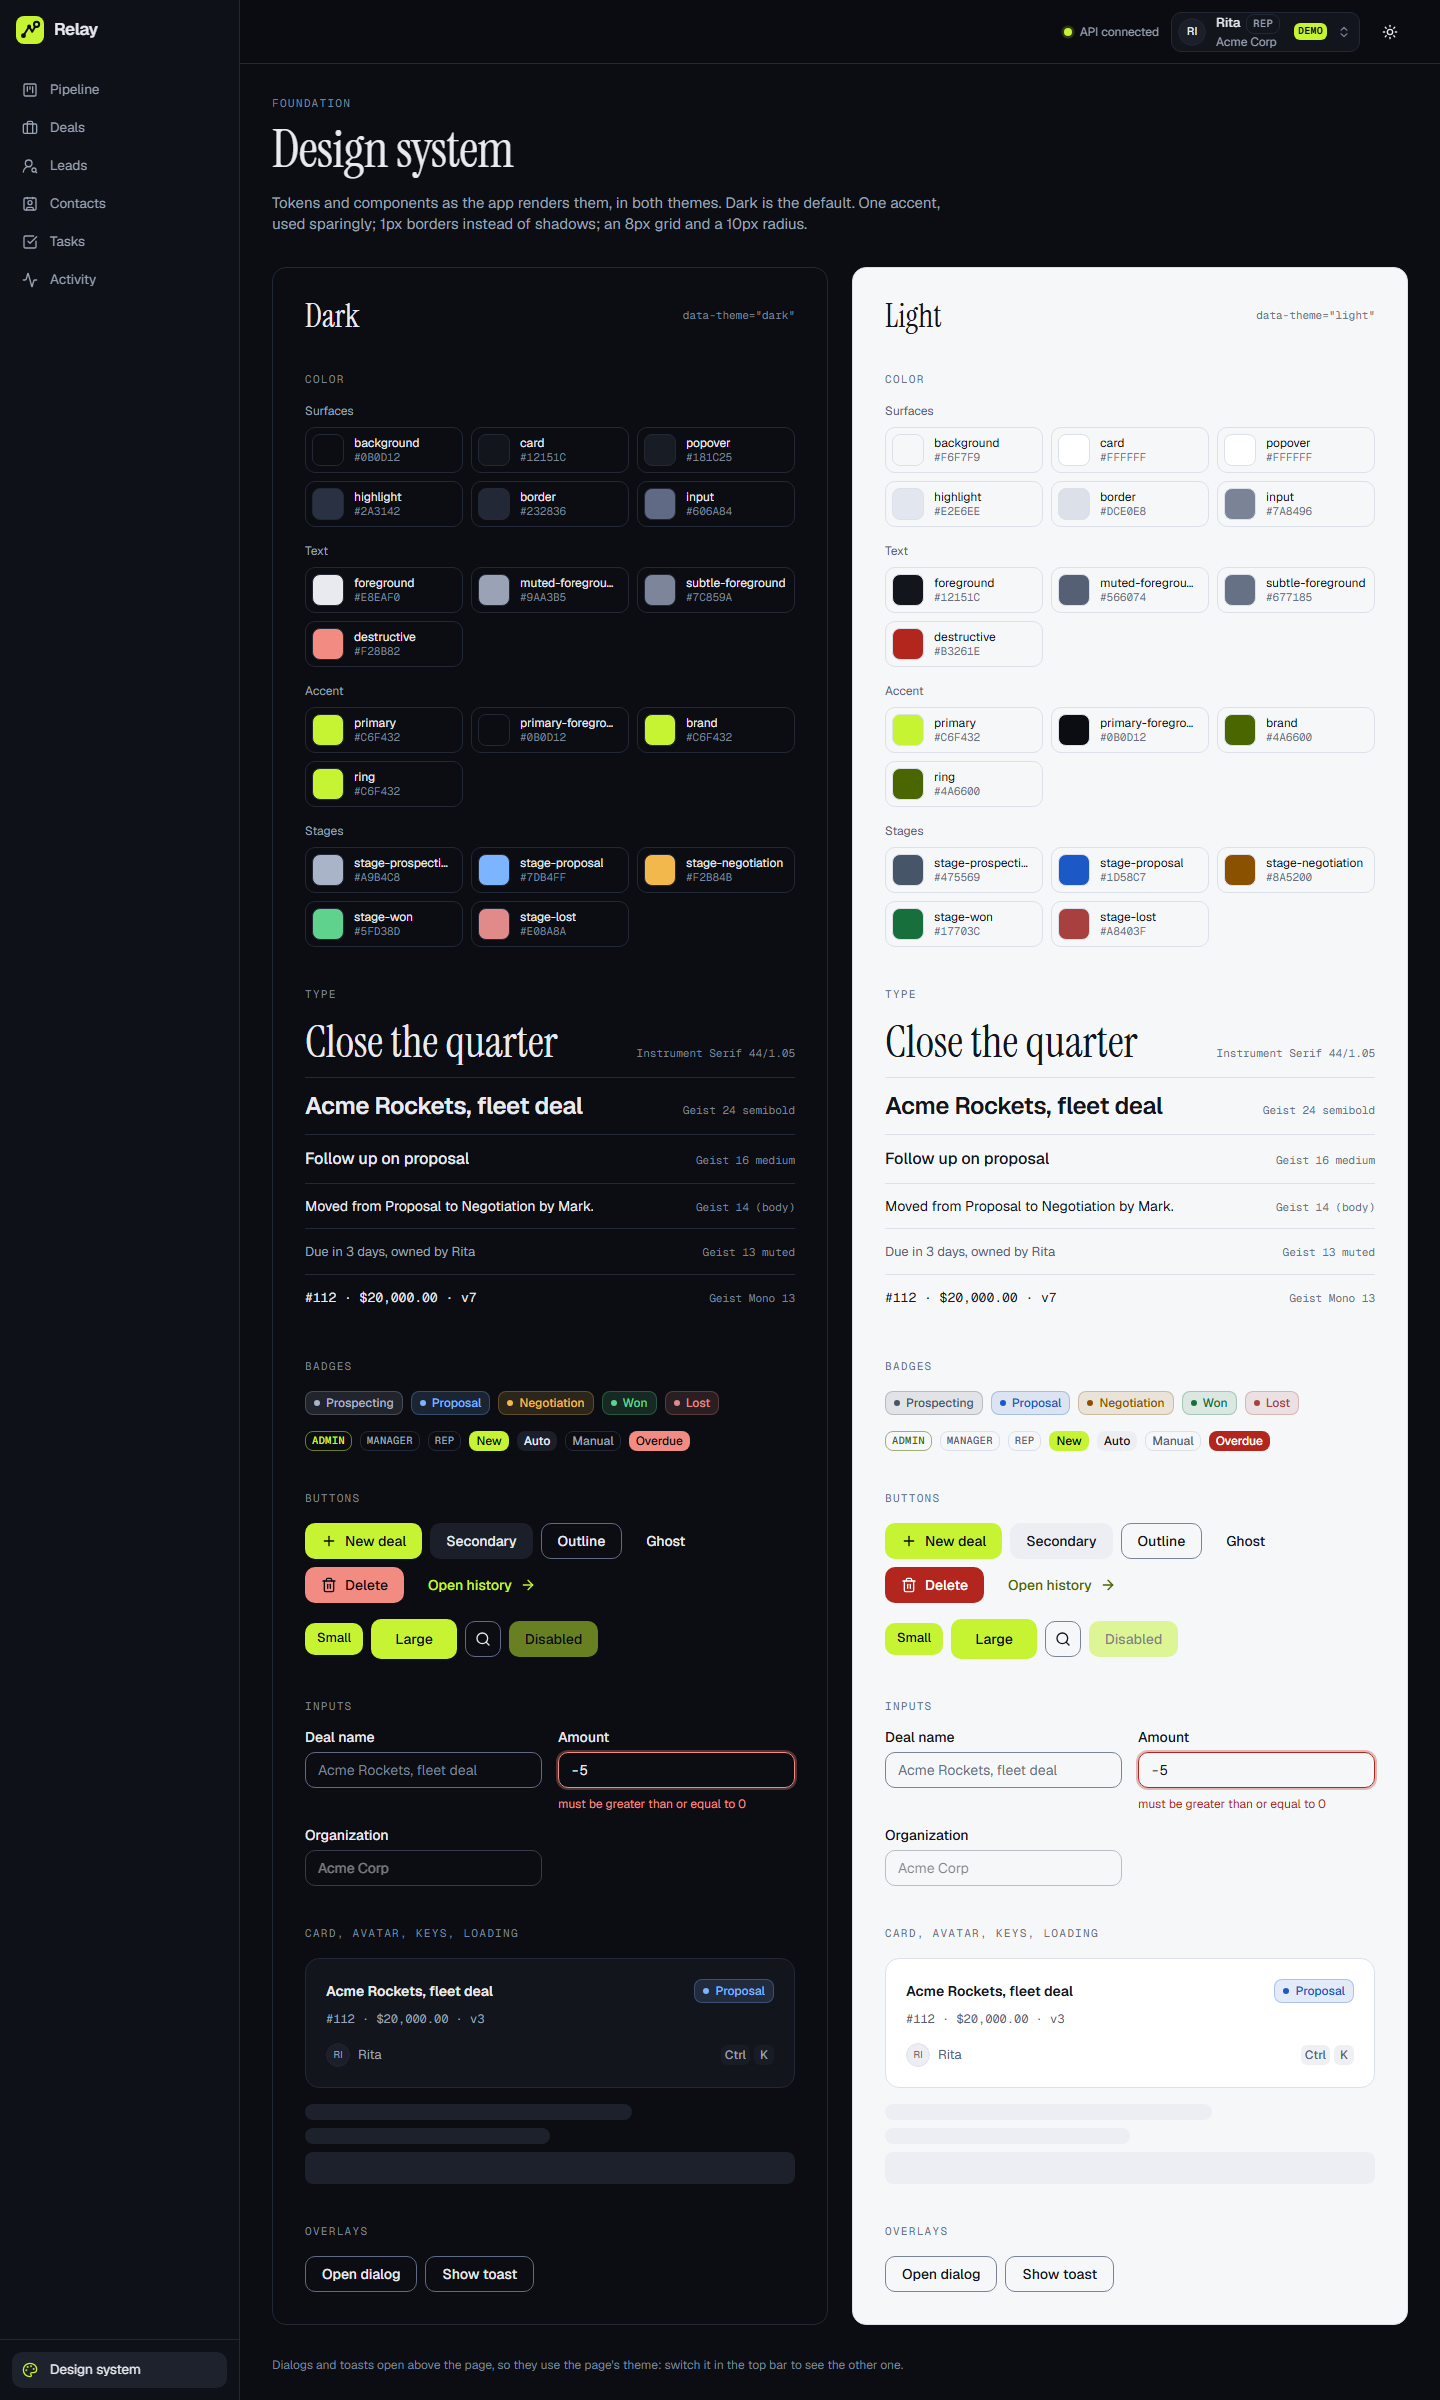 Relay
Pipeline
Deals
Leads
Contacts
Tasks
Activity
Design system
API connected
RI
Rita REP
Acme Corp
DEMO
FOUNDATION
Design system
Tokens and components as the app renders them, in both themes. Dark is the default. One accent,
used sparingly; 1px borders instead of shadows; an 8px grid and a 10px radius.
Dark
data-theme="dark"
COLOR
Surfaces
background
#0B0D12
card
#12151C
popover
#181C25
highlight
#2A3142
border
#232836
input
#606A84
Text
foreground
#E8EAF0
muted-foregrou…
#9AA3B5
subtle-foreground
#7C859A
destructive
#F28B82
Accent
primary
#C6F432
primary-foregro…
#0B0D12
brand
#C6F432
ring
#C6F432
Stages
stage-prospecti…
#A9B4C8
stage-proposal
#7DB4FF
stage-negotiation
#F2B84B
stage-won
#5FD38D
stage-lost
#E08A8A
TYPE
Close the quarter
Instrument Serif 44/1.05
Acme Rockets, fleet deal
Geist 24 semibold
Follow up on proposal
Geist 16 medium
Moved from Proposal to Negotiation by Mark.
Geist 14 (body)
Due in 3 days, owned by Rita
Geist 13 muted
#112 · $20,000.00 · v7
Geist Mono 13
BADGES
Prospecting Proposal Negotiation Won Lost
ADMIN MANAGER REP New Auto Manual Overdue
BUTTONS
New deal Secondary Outline Ghost
Delete Open history
Small Large Disabled
INPUTS
Deal name Amount
Acme Rockets, fleet deal -5
must be greater than or equal to 0
Organization
Acme Corp
CARD, AVATAR, KEYS, LOADING
Acme Rockets, fleet deal Proposal
#112 · $20,000.00 · v3
RI Rita Ctrl K
OVERLAYS
Open dialog Show toast
Light
data-theme="light"
COLOR
Surfaces
background
#F6F7F9
card
#FFFFFF
popover
#FFFFFF
highlight
#E2E6EE
border
#DCE0E8
input
#7A8496
Text
foreground
#12151C
muted-foregrou…
#566074
subtle-foreground
#677185
destructive
#B3261E
Accent
primary
#C6F432
primary-foregro…
#0B0D12
brand
#4A6600
ring
#4A6600
Stages
stage-prospecti…
#475569
stage-proposal
#1D58C7
stage-negotiation
#8A5200
stage-won
#17703C
stage-lost
#A8403F
TYPE
Close the quarter
Instrument Serif 44/1.05
Acme Rockets, fleet deal
Geist 24 semibold
Follow up on proposal
Geist 16 medium
Moved from Proposal to Negotiation by Mark.
Geist 14 (body)
Due in 3 days, owned by Rita
Geist 13 muted
#112 · $20,000.00 · v7
Geist Mono 13
BADGES
Prospecting Proposal Negotiation Won Lost
ADMIN MANAGER REP New Auto Manual Overdue
BUTTONS
New deal Secondary Outline Ghost
Delete Open history
Small Large Disabled
INPUTS
Deal name Amount
Acme Rockets, fleet deal -5
must be greater than or equal to 0
Organization
Acme Corp
CARD, AVATAR, KEYS, LOADING
Acme Rockets, fleet deal Proposal
#112 · $20,000.00 · v3
RI Rita Ctrl K
OVERLAYS
Open dialog Show toast
Dialogs and toasts open above the page, so they use the page's theme: switch it in the top bar to see the other one.